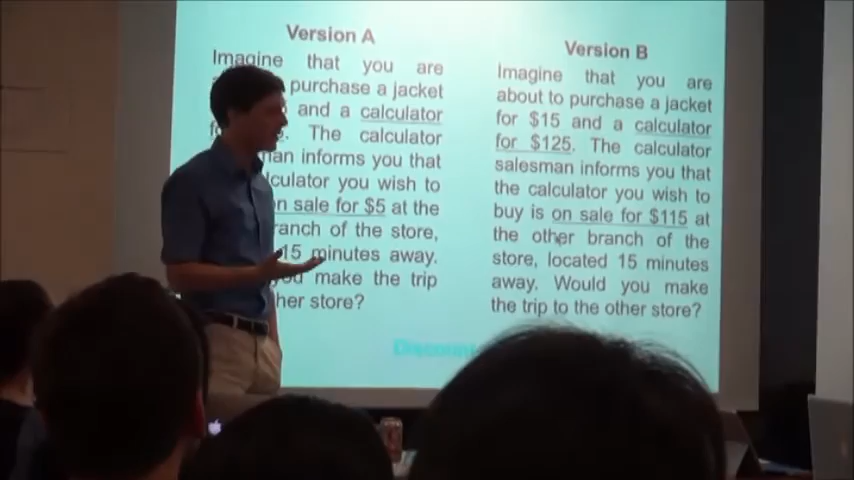 Version A
Imagine that you are
purchase a jacket
and a calculator
The calculator
informs you that
you wish to
on sale for $5 at the
of the store,
15 minutes away.
you make the trip
store?
Version B
Imagine that you are
about to purchase a jacket
for $15 and a calculator
for $125. The calculator
salesman informs you that
the calculator you wish to
buy is on sale for $115 at
the other branch of the
store, located 15 minutes
away. Would you make
the trip to the other store?